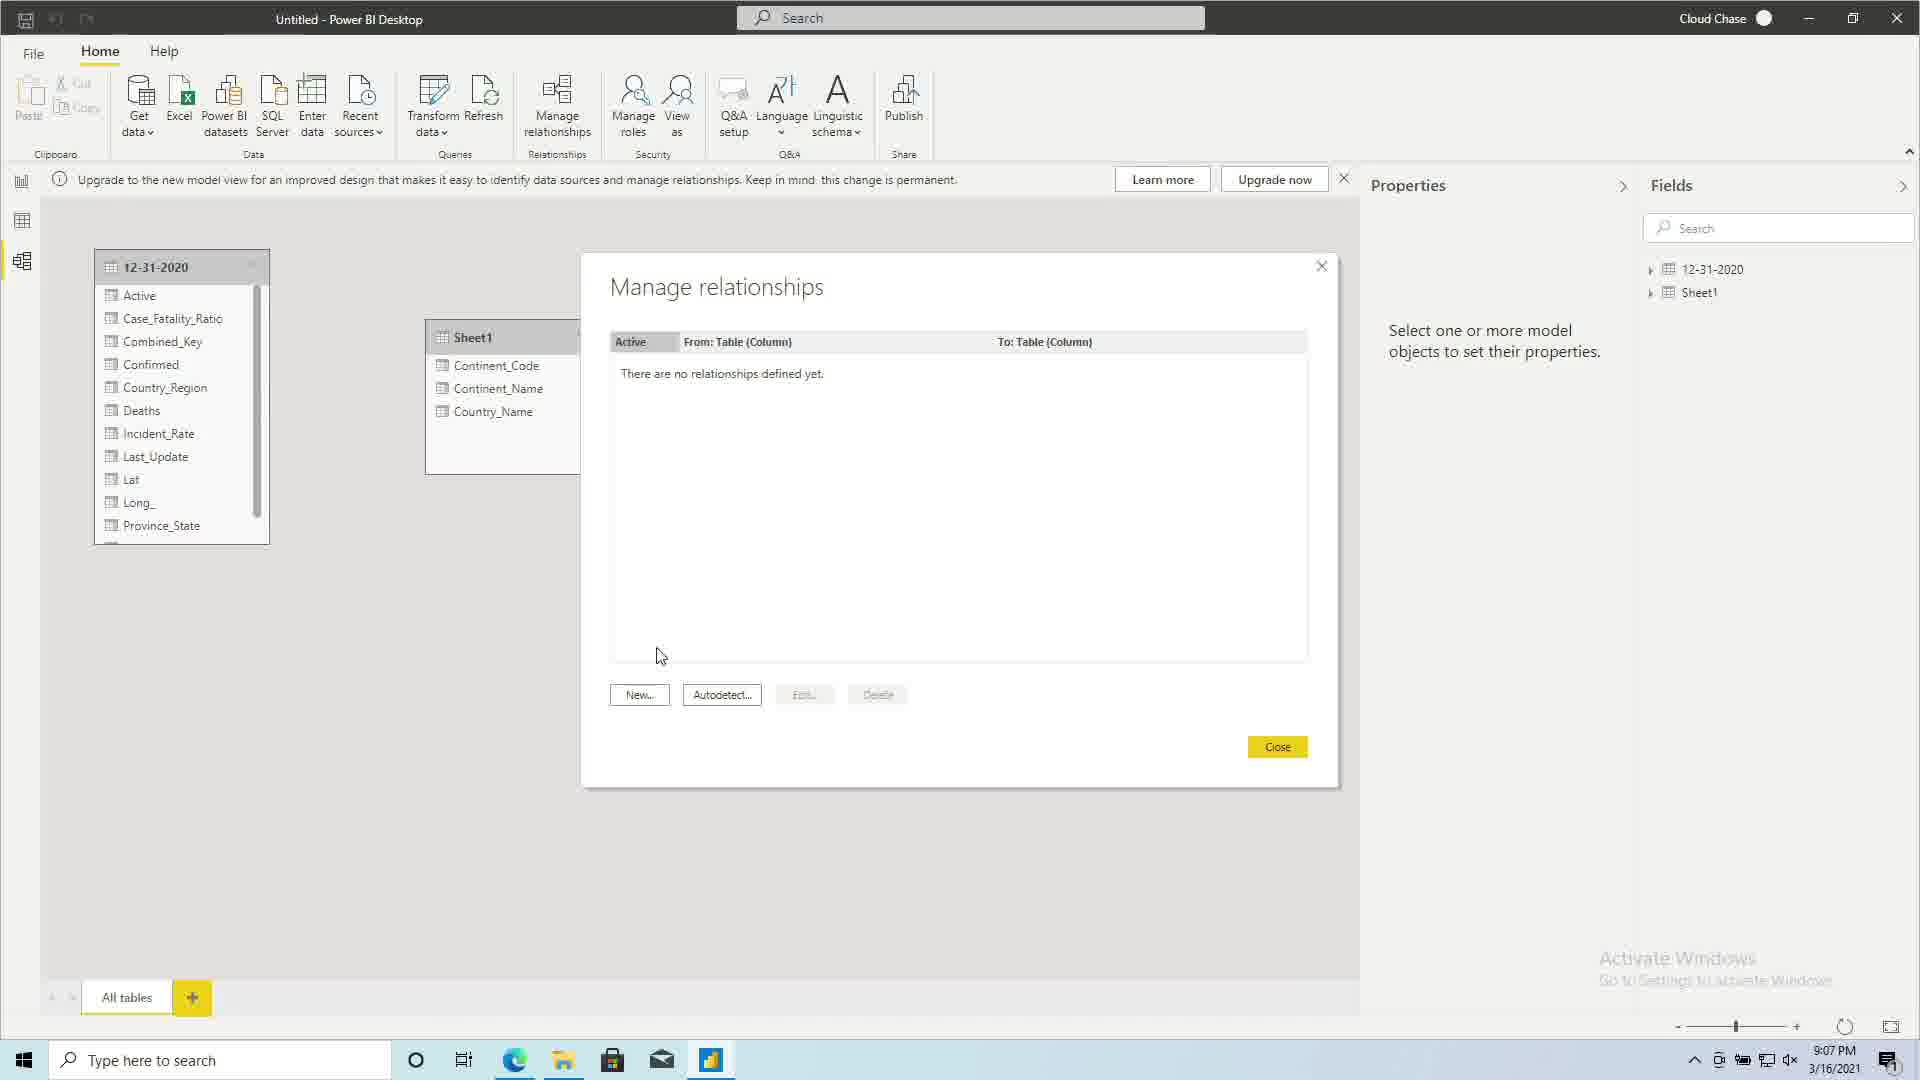 Untitled - Power BI Desktop
Search
Cloud Chase
File
Home
Help
Paste
Cut
Copy
Get data
Excel
Power BI datasets
SQL Server
Enter data
Recent sources
Transform data
Refresh
Manage relationships
Manage roles
View as
Q&A setup
Language
Linguistic schema
Publish
Clipboard
Data
Queries
Relationships
Security
Q&A
Share
Upgrade to the new model view for an improved design that makes it easy to identify data sources and manage relationships. Keep in mind: this change is permanent.
Learn more
Upgrade now
Properties
Select one or more model
objects to set their properties.
Fields
Search
12-31-2020
Sheet1
12-31-2020
Active
Case_Fatality_Ratio
Combined_Key
Confirmed
Country_Region
Deaths
Incident_Rate
Last_Update
Lat
Long_
Province_State
Sheet1
Continent_Code
Continent_Name
Country_Name
Manage relationships
Active
From: Table (Column)
To: Table (Column)
There are no relationships defined yet.
New...
Autodetect...
Edit...
Delete
Close
Activate Windows
Go to Settings to activate Windows.
All tables
Type here to search
9:07 PM
3/16/2021
1